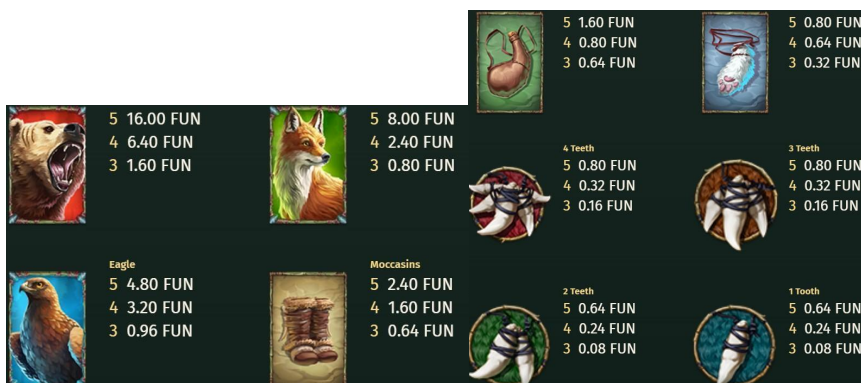 5 16.00 FUN
4 6.40 FUN
3 1.60 FUN
5 8.00 FUN
4 2.40 FUN
3 0.80 FUN
Eagle
5 4.80 FUN
4 3.20 FUN
3 0.96 FUN
Moccasins
5 2.40 FUN
4 1.60 FUN
3 0.64 FUN
5 1.60 FUN
4 0.80 FUN
3 0.64 FUN
5 0.80 FUN
4 0.64 FUN
3 0.32 FUN
4 Teeth
5 0.80 FUN
4 0.32 FUN
3 0.16 FUN
3 Teeth
5 0.80 FUN
4 0.32 FUN
3 0.16 FUN
2 Teeth
5 0.64 FUN
4 0.24 FUN
3 0.08 FUN
1 Tooth
5 0.64 FUN
4 0.24 FUN
3 0.08 FUN